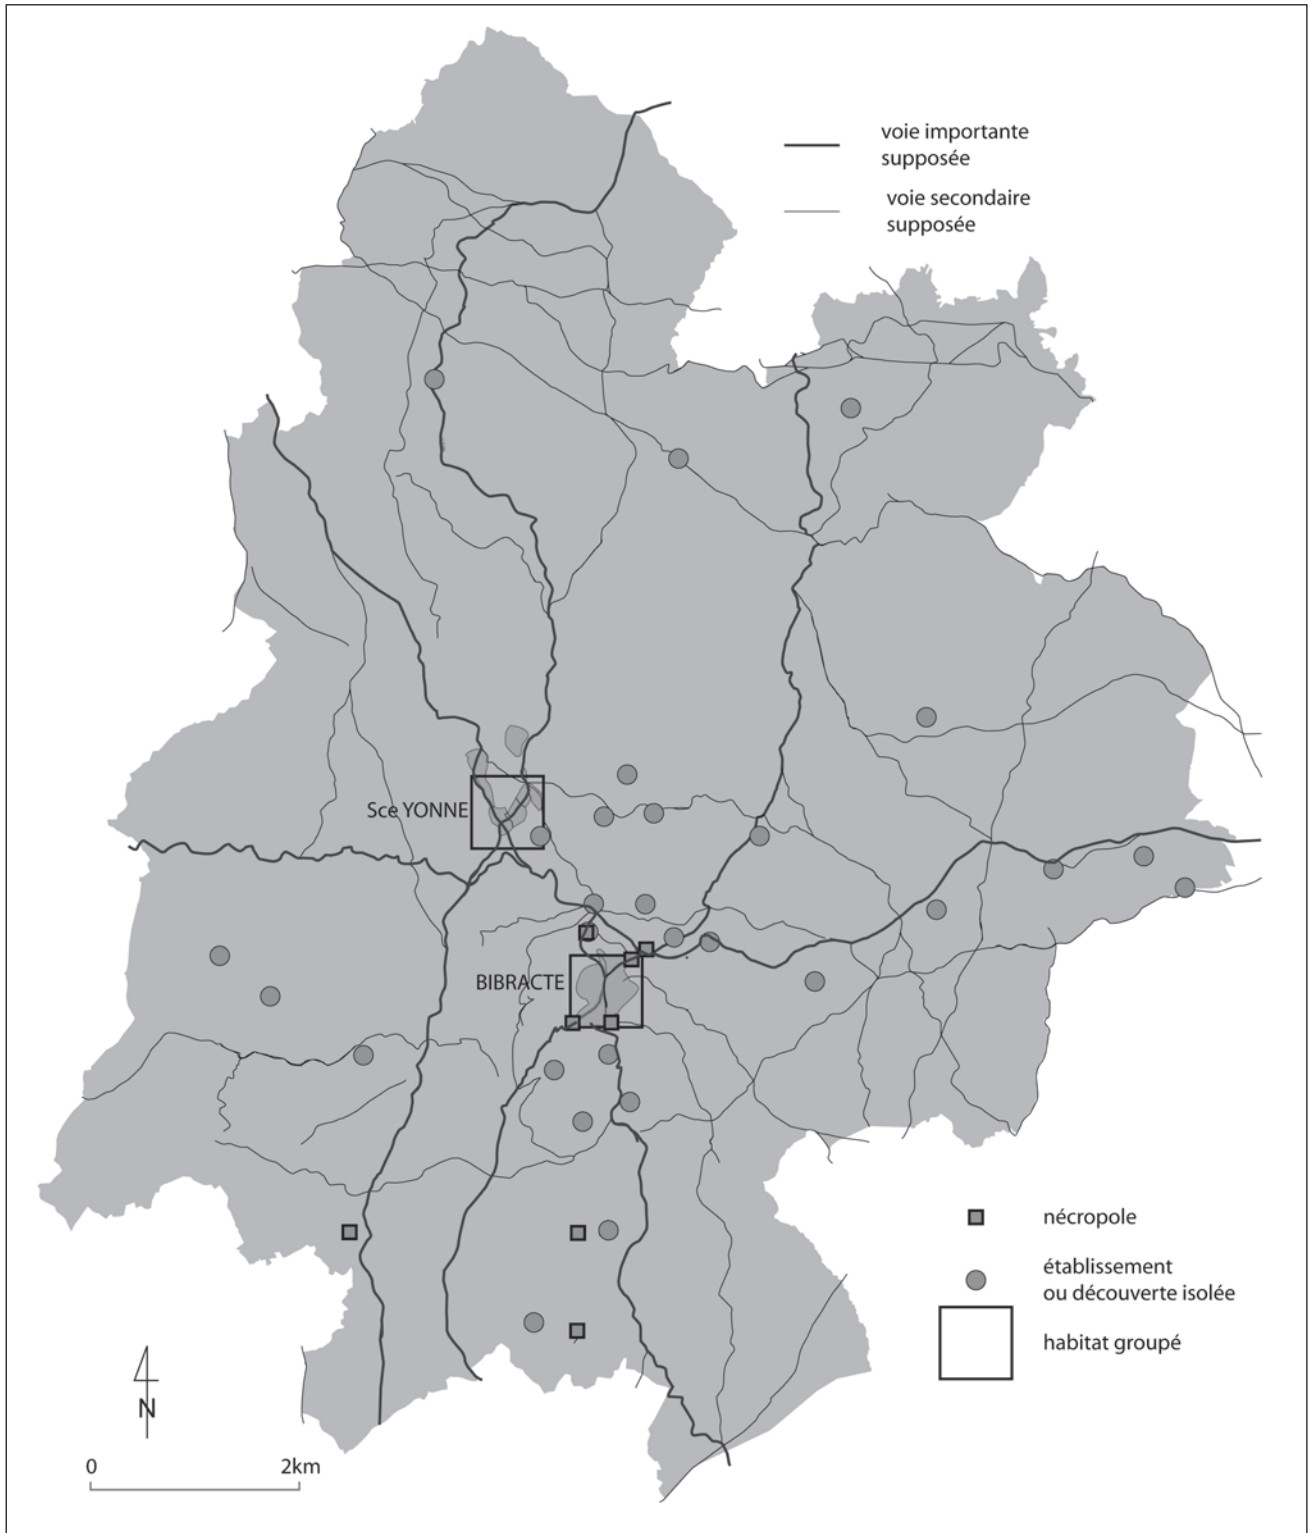 voie importante
supposée
voie secondaire
supposée
Sce YONNE
BIBRACTE
nécropole
établissement
ou découverte isolée
habitat groupé
N
0 2km